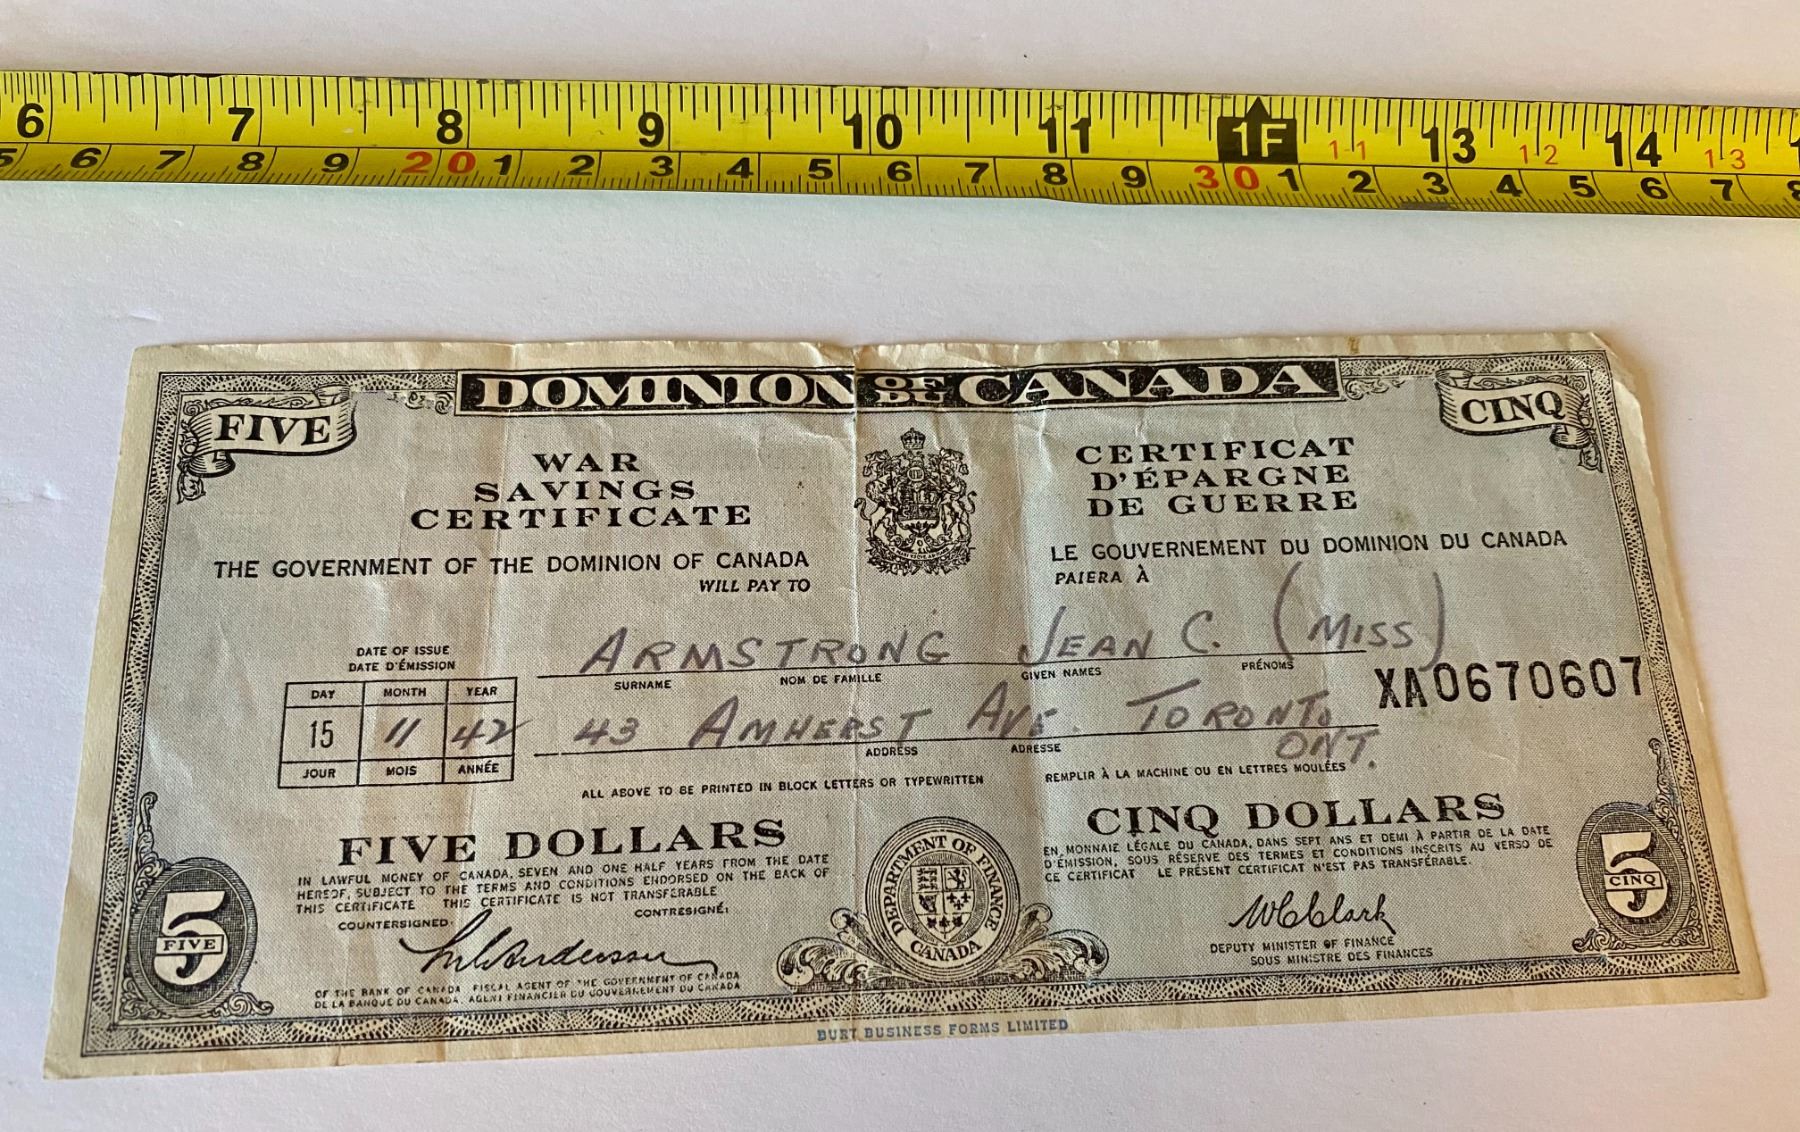 6 7 8 9 10 11 1F 11 13 12 14 13
5 6 7 8 9 20 1 2 3 4 5 6 7 8 9 30 1 2 3 4 5 6 7 8
DOMINION OF CANADA
FIVE
CINQ
WAR
SAVINGS
CERTIFICATE
THE GOVERNMENT OF THE DOMINION OF CANADA
WILL PAY TO
CERTIFICAT
D'ÉPARGNE
DE GUERRE
LE GOUVERNEMENT DU DOMINION DU CANADA
PAIERA À
ARMSTRONG JEAN C. (MISS)
SURNAME NOM DE FAMILLE GIVEN NAMES PRÉNOMS
DATE OF ISSUE
DATE D'ÉMISSION
DAY MONTH YEAR
15 11 42
JOUR MOIS ANNÉE
XA0670607
43 AMHERST AVE. TORONTO
ONT.
ADDRESS ADRESSE
ALL ABOVE TO BE PRINTED IN BLOCK LETTERS OR TYPEWRITTEN
REMPLIR À LA MACHINE OU EN LETTRES MOULÉES
FIVE DOLLARS
IN LAWFUL MONEY OF CANADA, SEVEN AND ONE HALF YEARS FROM THE DATE
HEREOF, SUBJECT TO THE TERMS AND CONDITIONS ENDORSED ON THE BACK OF
THIS CERTIFICATE THIS CERTIFICATE IS NOT TRANSFERABLE
COUNTERSIGNED: CONTRESIGNÉ:
OF THE BANK OF CANADA FISCAL AGENT OF THE GOVERNMENT OF CANADA
DE LA BANQUE DU CANADA, AGENT FINANCIER DU GOUVERNEMENT DU CANADA
5
FIVE
DEPARTMENT OF FINANCE
CANADA
CINQ DOLLARS
EN MONNAIE LÉGALE DU CANADA, DANS SEPT ANS ET DEMI À PARTIR DE LA DATE
D'ÉMISSION, SOUS RÉSERVE DES TERMES ET CONDITIONS INSCRITS AU VERSO DE
CE CERTIFICAT LE PRÉSENT CERTIFICAT N'EST PAS TRANSFÉRABLE.
WCClark
DEPUTY MINISTER OF FINANCE
SOUS MINISTRE DES FINANCES
5
CINQ
BURT BUSINESS FORMS LIMITED